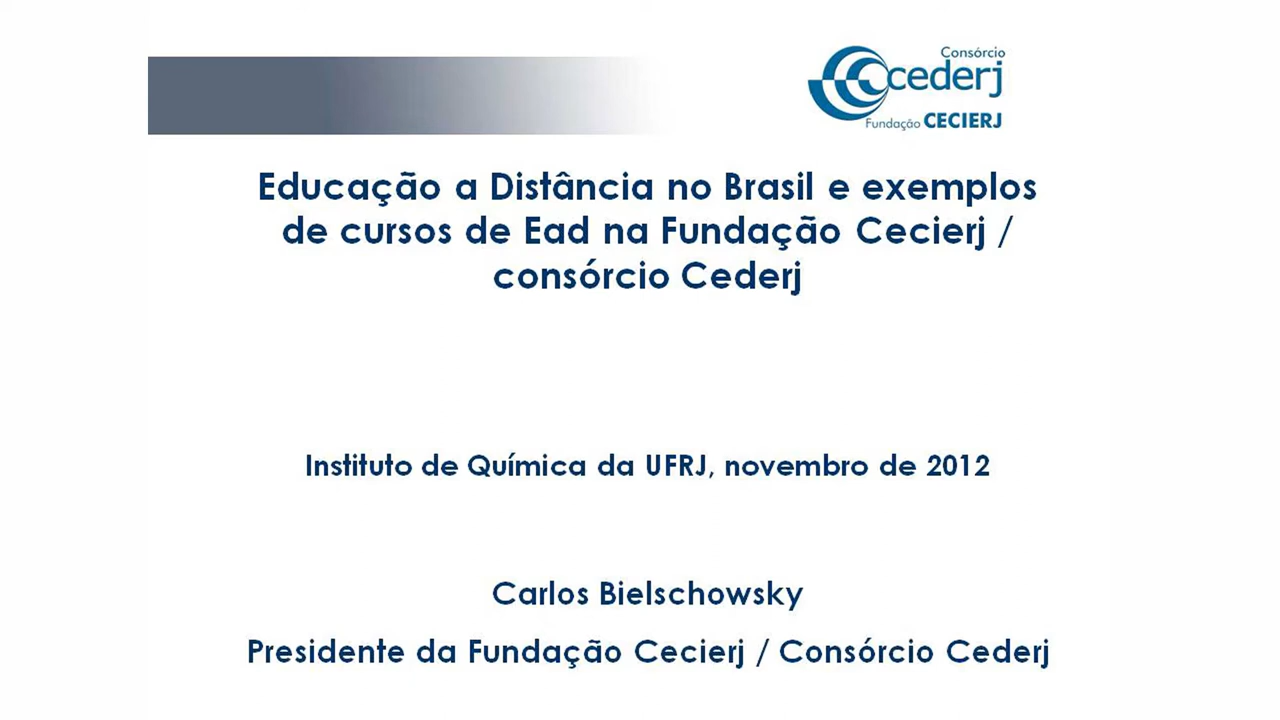 Consórcio
cederj
Fundação CECIERJ
Educação a Distância no Brasil e exemplos
de cursos de Ead na Fundação Cecierj /
consórcio Cederj
Instituto de Química da UFRJ, novembro de 2012
Carlos Bielschowsky
Presidente da Fundação Cecierj / Consórcio Cederj